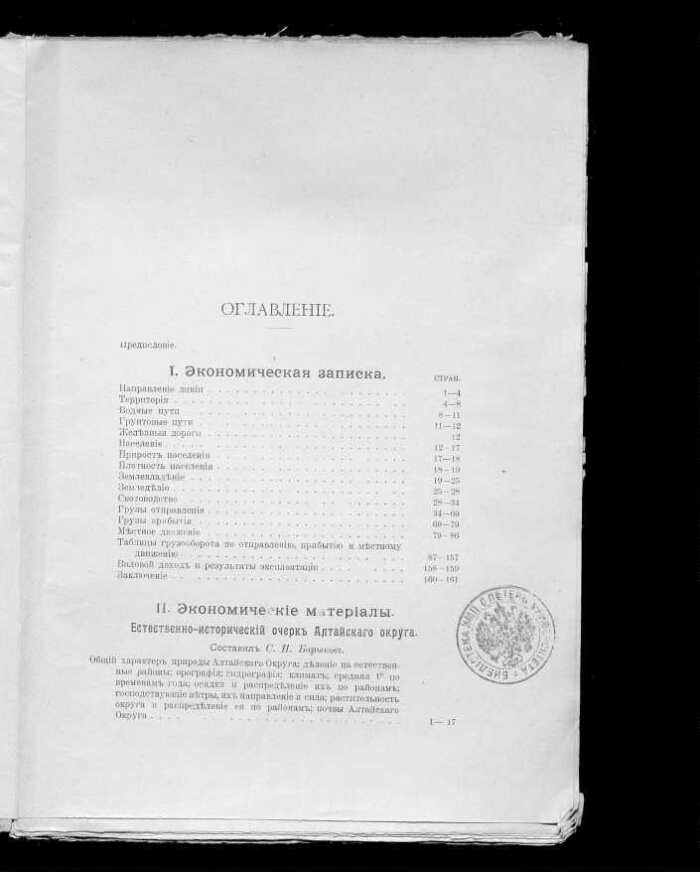 ОГЛАВЛЕНІЕ.
Предисловіе.
I. Экономическая записка.
СТРАН.
Направленіе линіи 1—4
Территорія 4—8
Водные пути 8—11
Грунтовые пути 11—12
Желѣзныя дороги 12
Населеніе 12—17
Приростъ населенія 17—18
Плотность населенія 18—19
Землевладѣніе 19—25
Земледѣліе 25—28
Скотоводство 28—34
Грузы отправленія 34—69
Грузы прибытія 69—79
Мѣстное движеніе 79—86
Таблицы грузооборота по отправленію, прибытію и мѣстному
движенію 87—157
Валовой доходъ и результаты эксплоатаціи 158—159
Заключеніе 160—161
II. Экономическіе матеріалы.
Естественно-историческій очеркъ Алтайскаго округа.
Составилъ С. И.
Общій характеръ природы Алтайскаго Округа; дѣленіе на естествен-
ные районы; орографія; гидрографія; климатъ; средняя t° по
временамъ года; осадки и распредѣленіе ихъ по районамъ;
господствующіе вѣтры, ихъ направленіе и сила; растительность
округа и распредѣленіе ея по районамъ; почвы Алтайскаго
Округа 1— 17
БИБЛІОТЕКА ИМП. С.ПЕТЕРБ. УНИВЕРСИТЕТА